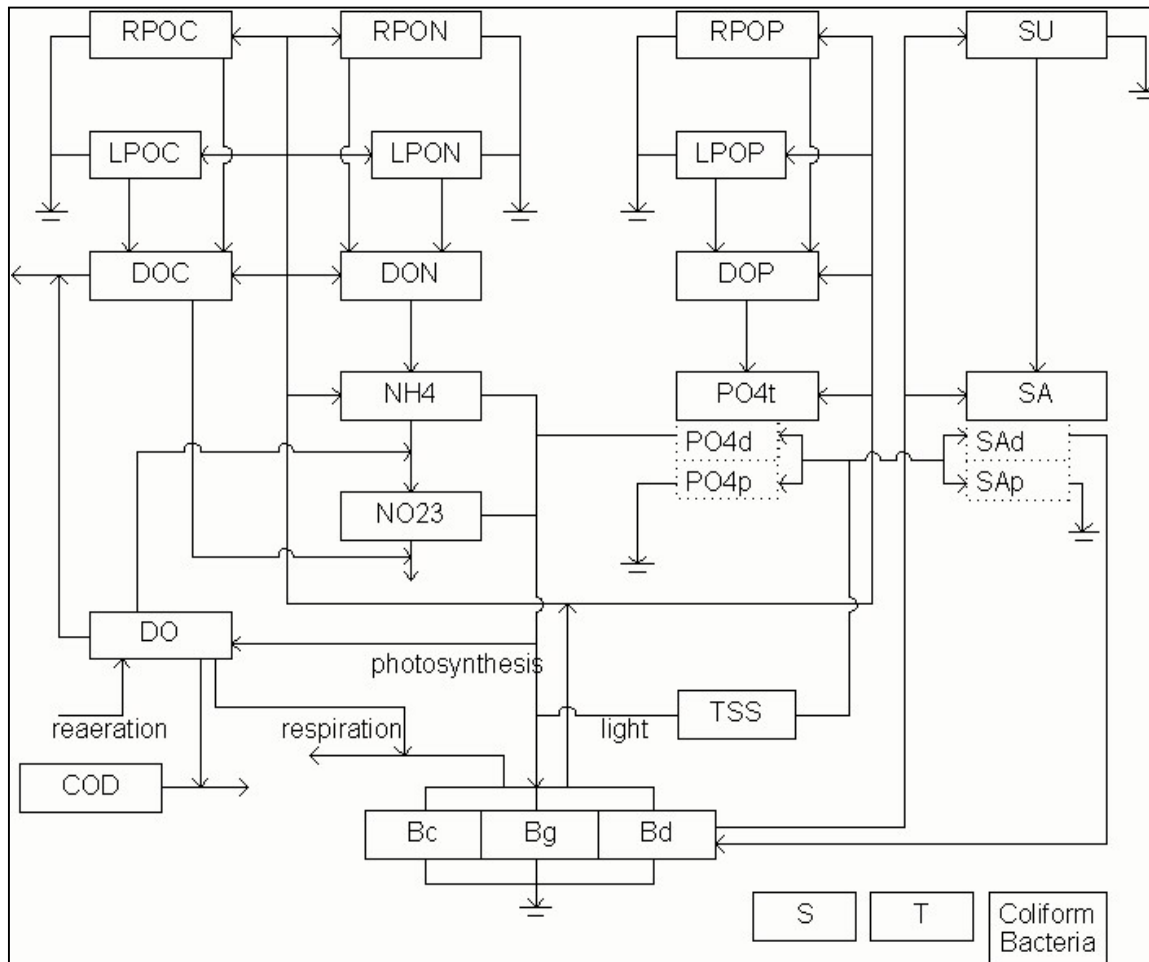 RPOC
RPON
RPOP
SU
LPOC
LPON
LPOP
DOC
DON
DOP
NH4
PO4t
SA
PO4d
SAd
PO4p
SAp
NO23
DO
photosynthesis
TSS
reaeration
respiration
light
COD
Bc
Bg
Bd
S
T
Coliform
Bacteria